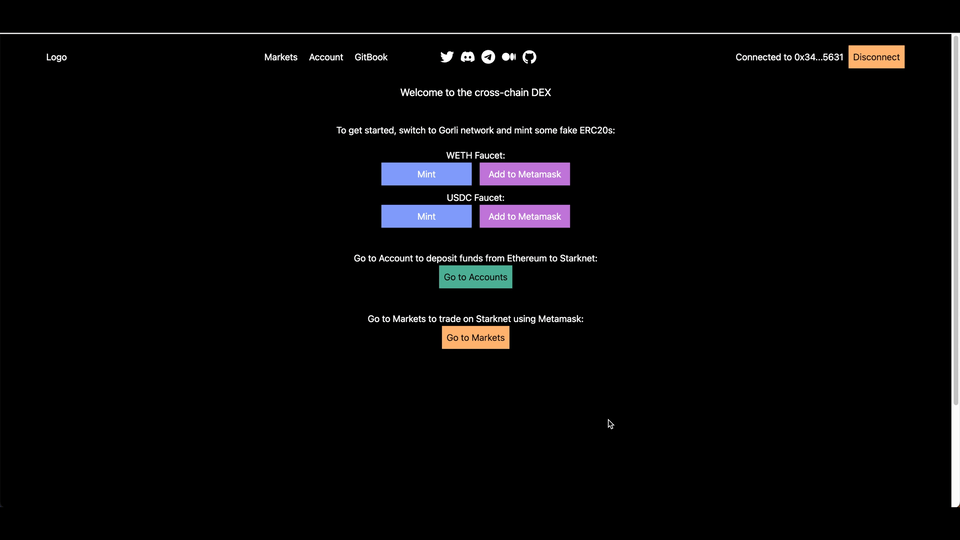 Logo Markets Account GitBook Connected to 0x34...5631 Disconnect
Welcome to the cross-chain DEX
To get started, switch to Gorli network and mint some fake ERC20s:
WETH Faucet:
Mint Add to Metamask
USDC Faucet:
Mint Add to Metamask
Go to Account to deposit funds from Ethereum to Starknet:
Go to Accounts
Go to Markets to trade on Starknet using Metamask:
Go to Markets